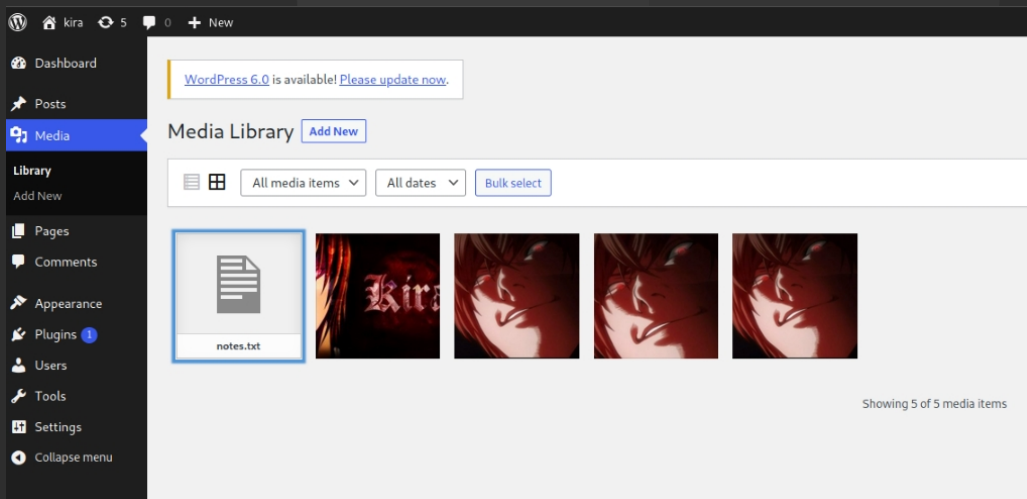 kira 5 0 New
Dashboard
Posts
Media
Library
Add New
Pages
Comments
Appearance
Plugins 1
Users
Tools
Settings
Collapse menu
WordPress 6.0 is available! Please update now.
Media Library Add New
All media items All dates Bulk select
Kira
notes.txt
Showing 5 of 5 media items